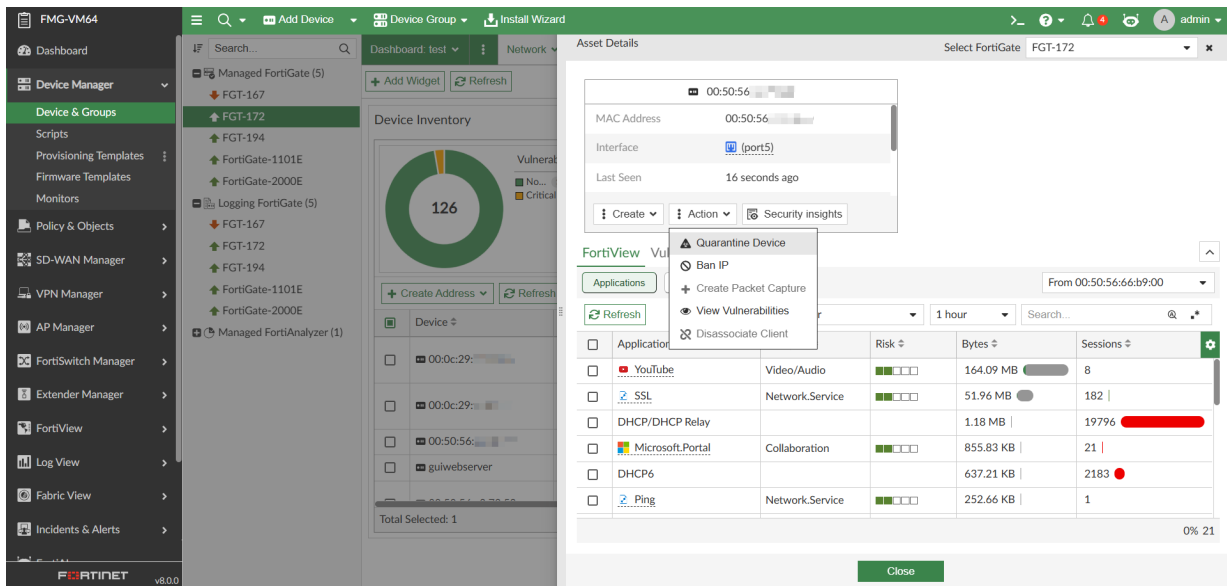 FMG-VM64
Add Device
Device Group
Install Wizard
4
A
admin
Dashboard
Device Manager
Device & Groups
Scripts
Provisioning Templates
Firmware Templates
Monitors
Policy & Objects
SD-WAN Manager
VPN Manager
AP Manager
FortiSwitch Manager
Extender Manager
FortiView
Log View
Fabric View
Incidents & Alerts
FORTINET
v8.0.0
Search...
Managed FortiGate (5)
FGT-167
FGT-172
FGT-194
FortiGate-1101E
FortiGate-2000E
Logging FortiGate (5)
FGT-167
FGT-172
FGT-194
FortiGate-1101E
FortiGate-2000E
Managed FortiAnalyzer (1)
Dashboard: test
Network
Add Widget
Refresh
Device Inventory
126
No...
Critical
Create Address
Refresh
Device
00:0c:29:
00:0c:29:
00:50:56:
guiwebserver
Total Selected: 1
Asset Details
Select FortiGate
FGT-172
00:50:56
MAC Address
00:50:56
Interface
(port5)
Last Seen
16 seconds ago
Create
Action
Security insights
Quarantine Device
Ban IP
Create Packet Capture
View Vulnerabilities
Disassociate Client
FortiView
Applications
From 00:50:56:66:b9:00
Refresh
1 hour
Search...
Application
Risk
Bytes
Sessions
YouTube
Video/Audio
164.09 MB
8
SSL
Network.Service
51.96 MB
182
DHCP/DHCP Relay
1.18 MB
19796
Microsoft.Portal
Collaboration
855.83 KB
21
DHCP6
637.21 KB
2183
Ping
Network.Service
252.66 KB
1
0% 21
Close